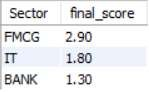 Sector final_score
FMCG 2.90
IT 1.80
BANK 1.30